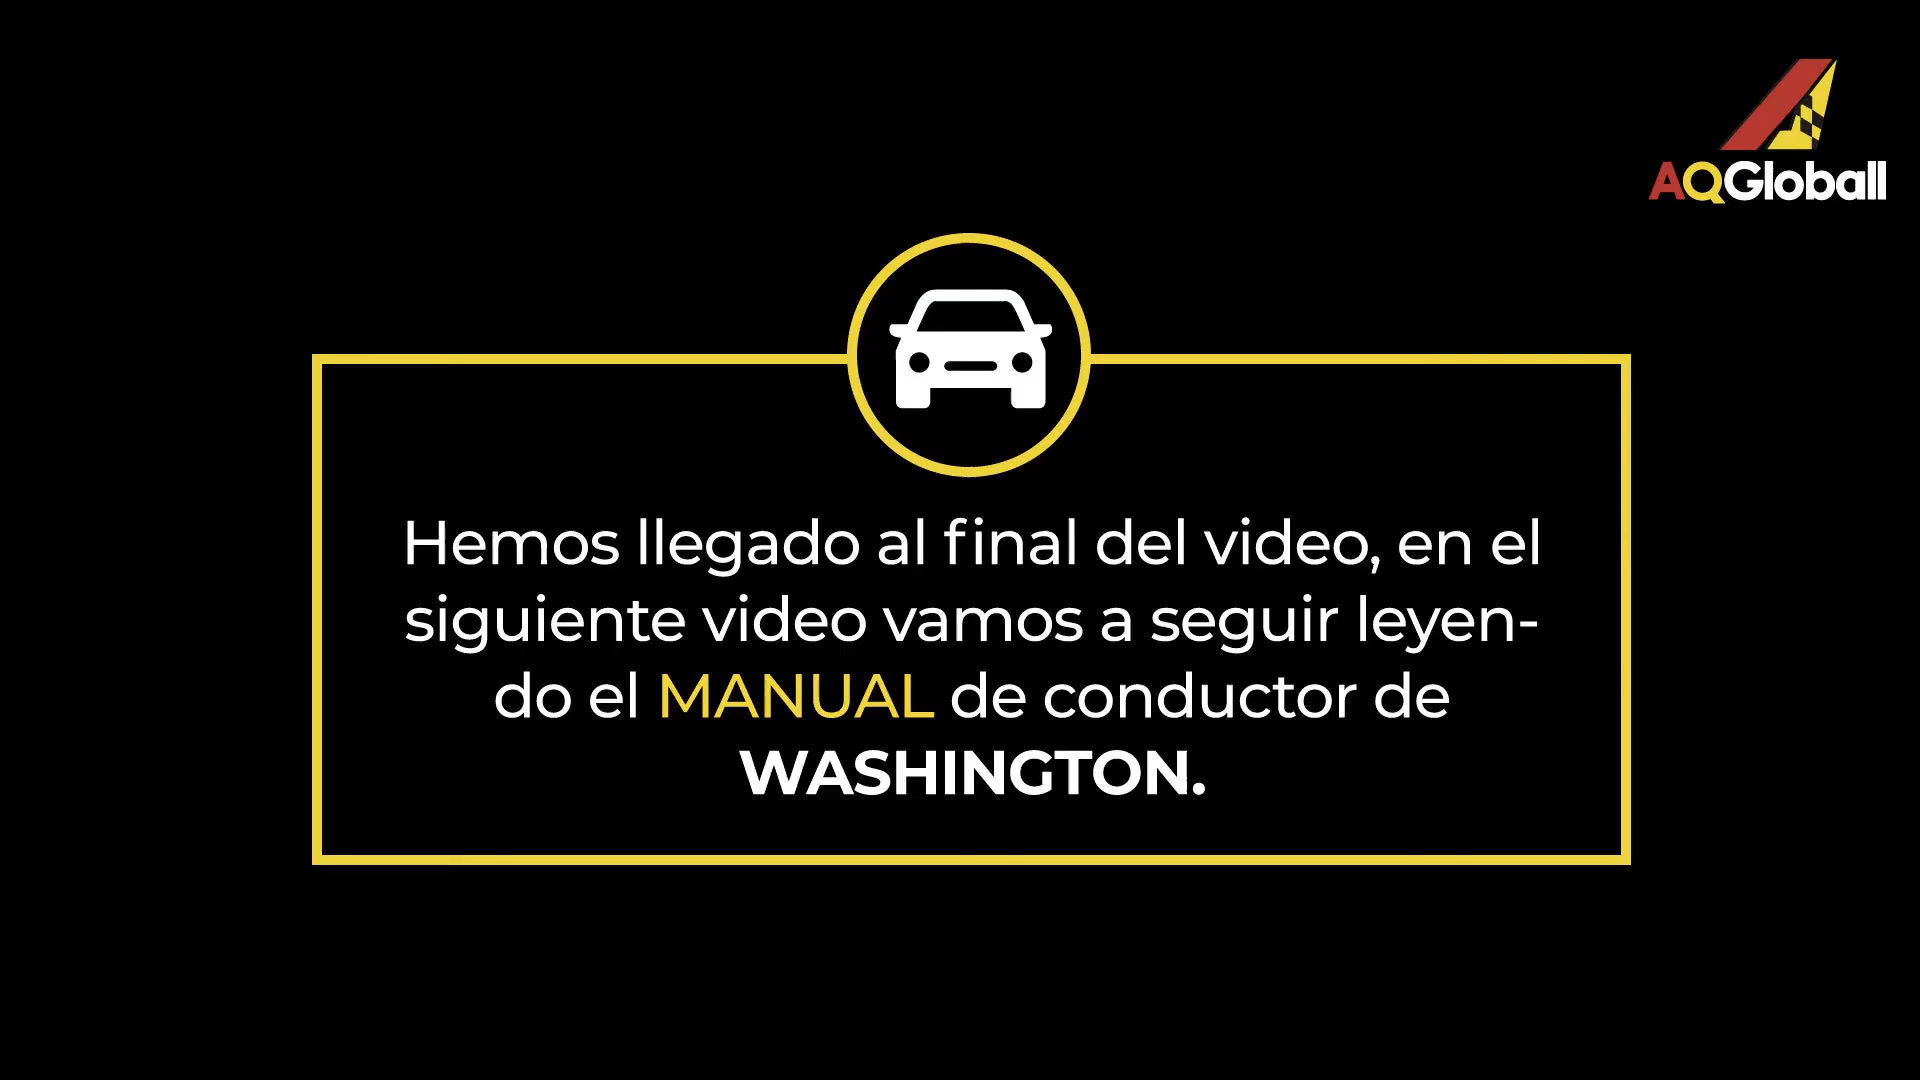 AQGloball
Hemos llegado al final del video, en el
siguiente video vamos a seguir leyen-
do el MANUAL de conductor de
WASHINGTON.